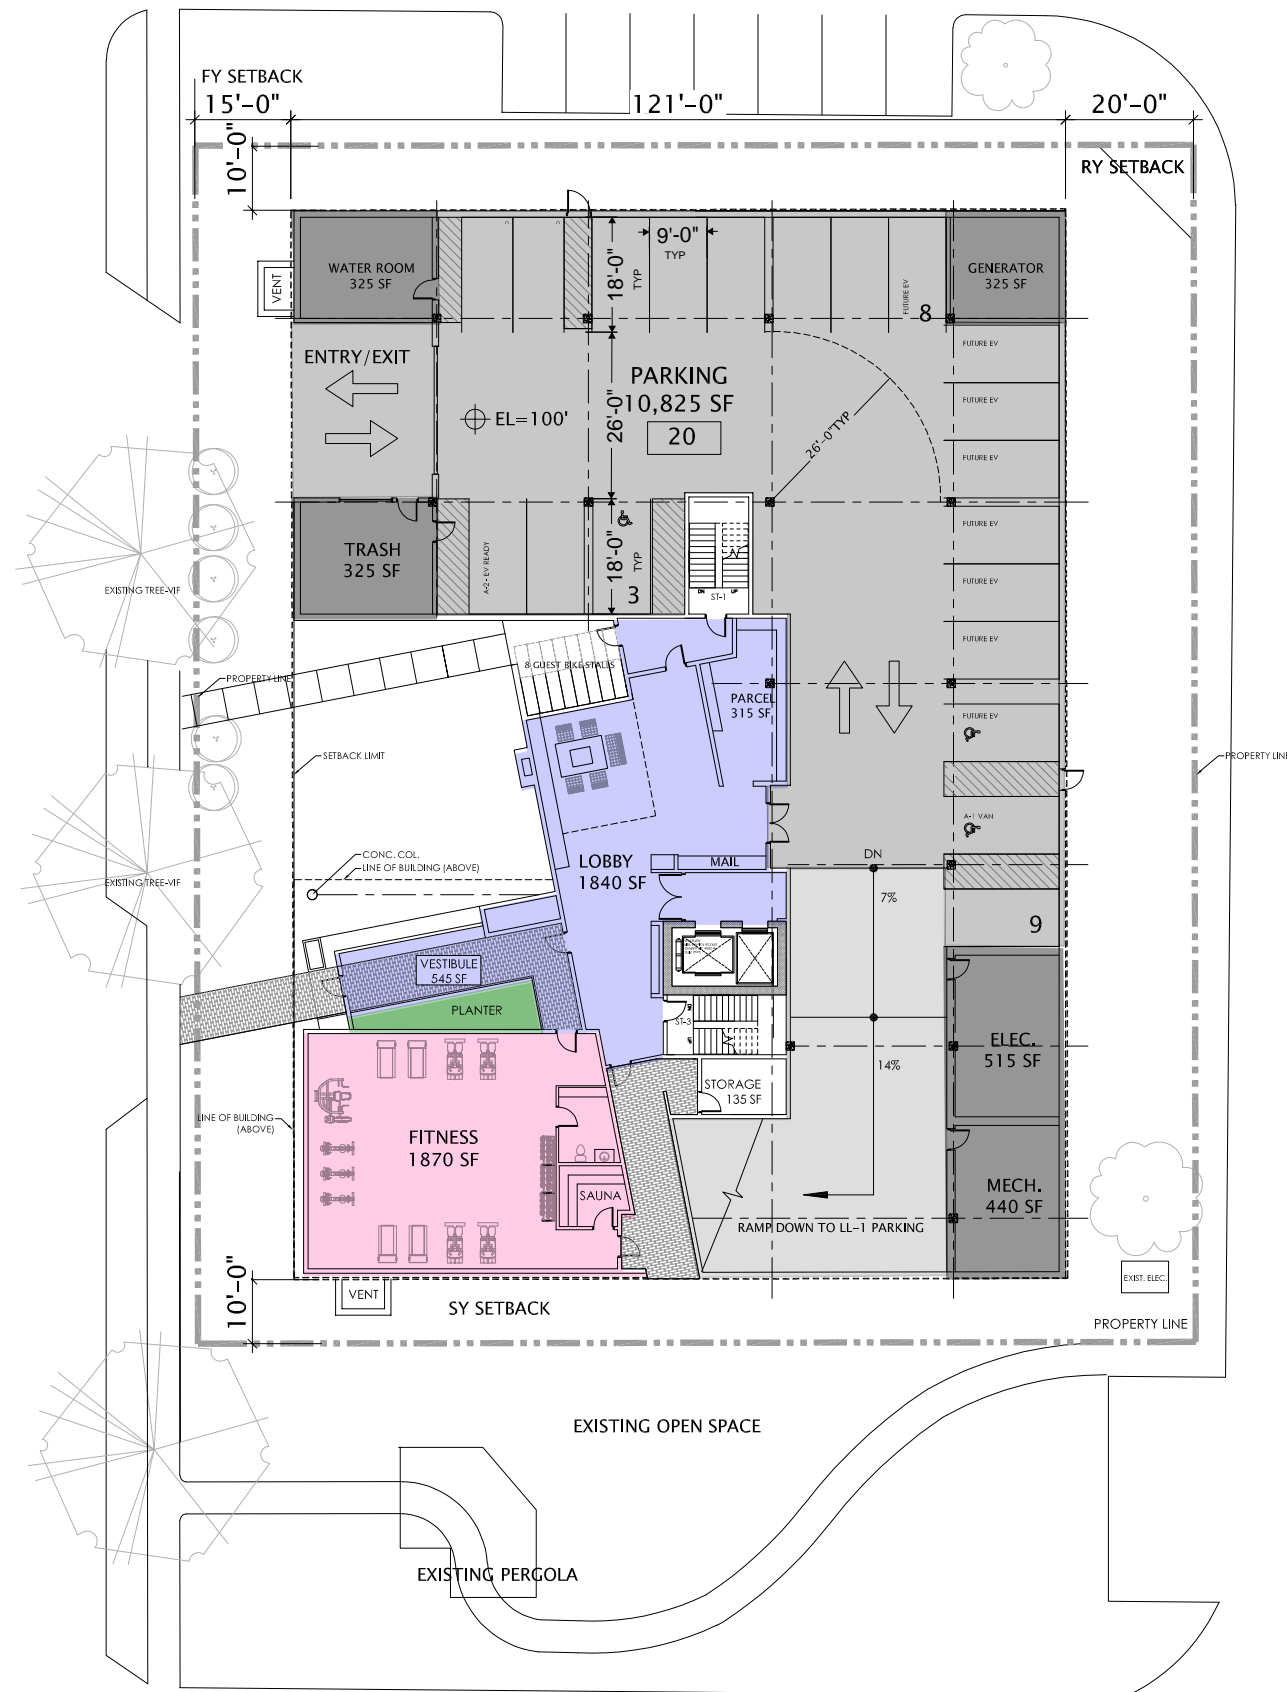 FY SETBACK
15'-0"
121'-0"
20'-0"
10'-0"
RY SETBACK
WATER ROOM
325 SF
VENT
9'-0"
TYP
18'-0"
TYP
FUTURE EV
8
GENERATOR
325 SF
ENTRY/EXIT
PARKING
10,825 SF
20
EL=100'
26'-0"
26'-0"TYP
FUTURE EV
FUTURE EV
FUTURE EV
FUTURE EV
FUTURE EV
FUTURE EV
FUTURE EV
TRASH
325 SF
A-2- EV READY
18'-0"
TYP
3
DN
UP
ST-1
EXISTING TREE-VIF
PROPERTY LINE
8 GUEST BIKE STALLS
PARCEL
315 SF
SETBACK LIMIT
PROPERTY LINE
A-1 VAN
CONC. COL.
LINE OF BUILDING (ABOVE)
LOBBY
1840 SF
MAIL
DN
7%
EXISTING TREE-VIF
9
VESTIBULE
545 SF
PLANTER
ST-3
DN
UP
ELEC.
515 SF
14%
STORAGE
135 SF
LINE OF BUILDING
(ABOVE)
FITNESS
1870 SF
SAUNA
MECH.
440 SF
RAMP DOWN TO LL-1 PARKING
EXIST. ELEC.
VENT
10'-0"
SY SETBACK
PROPERTY LINE
EXISTING OPEN SPACE
EXISTING PERGOLA